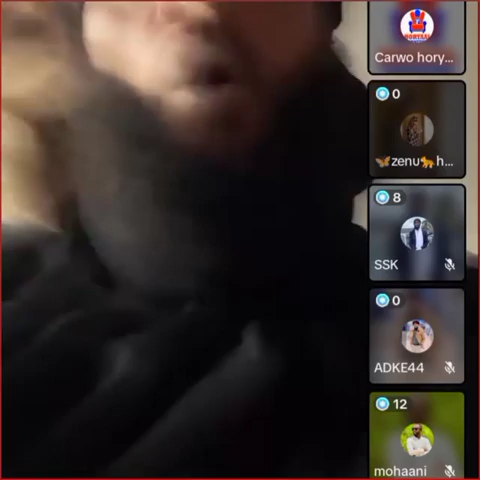 Carwo hory...
0
🦋zenu🐆h...
8
SSK
0
ADKE44
12
mohaani